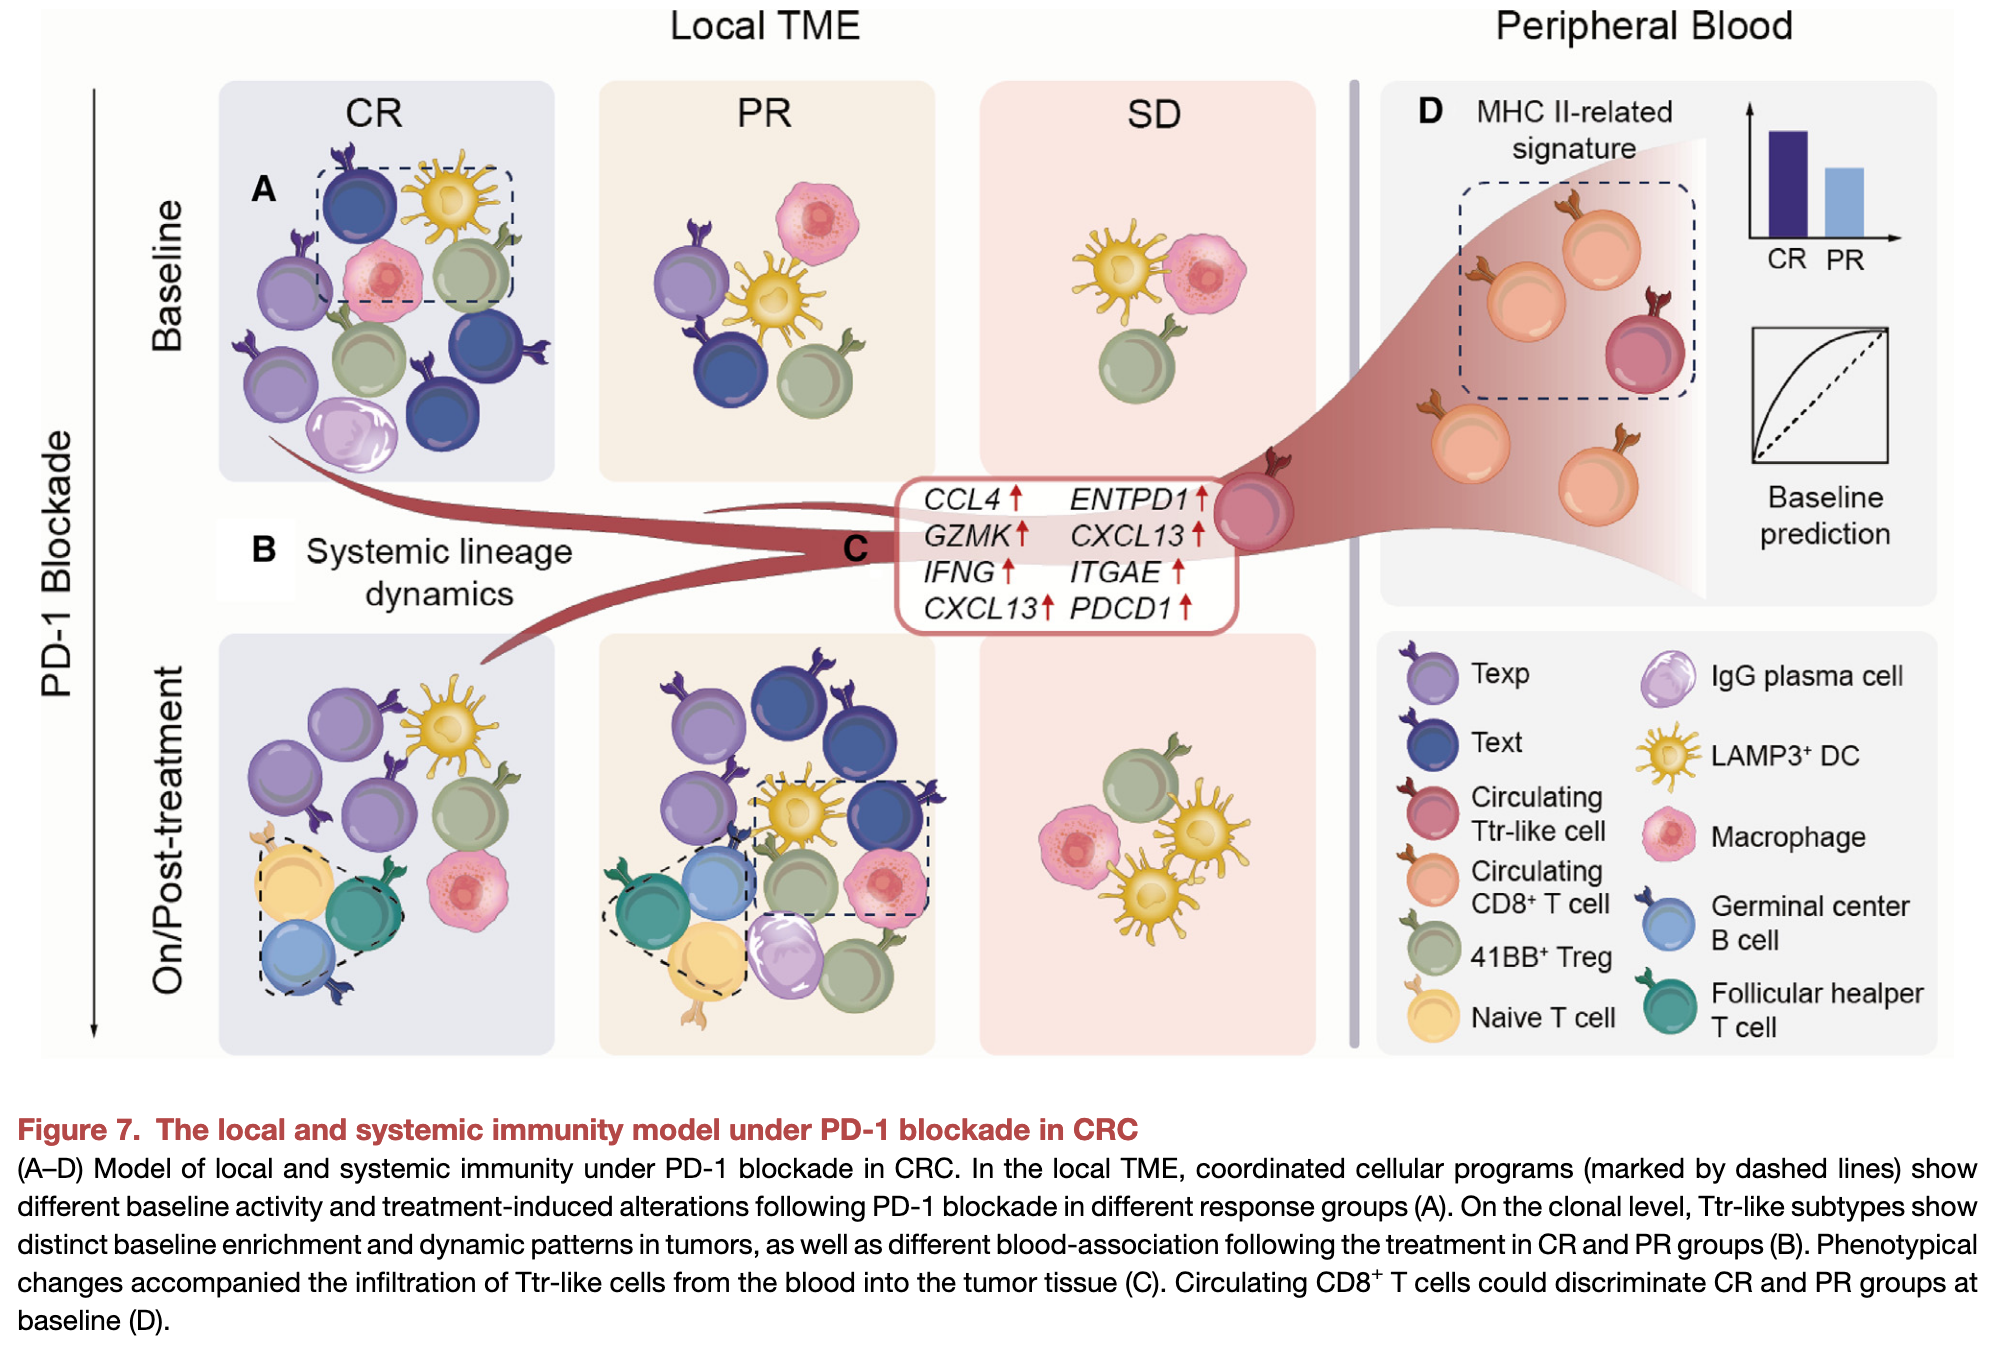 Local TME
Peripheral Blood
CR
PR
SD
A
D
MHC II-related
signature
CR
PR
Baseline
prediction
Baseline
PD-1 Blockade
B
Systemic lineage
dynamics
C
CCL4↑ ENTPD1↑
GZMK↑ CXCL13↑
IFNG↑ ITGAE↑
CXCL13↑ PDCD1↑
On/Post-treatment
Texp
Text
Circulating
Ttr-like cell
Circulating
CD8⁺ T cell
41BB⁺ Treg
Naive T cell
IgG plasma cell
LAMP3⁺ DC
Macrophage
Germinal center
B cell
Follicular healper
T cell
Figure 7. The local and systemic immunity model under PD-1 blockade in CRC
(A–D) Model of local and systemic immunity under PD-1 blockade in CRC. In the local TME, coordinated cellular programs (marked by dashed lines) show
different baseline activity and treatment-induced alterations following PD-1 blockade in different response groups (A). On the clonal level, Ttr-like subtypes show
distinct baseline enrichment and dynamic patterns in tumors, as well as different blood-association following the treatment in CR and PR groups (B). Phenotypical
changes accompanied the infiltration of Ttr-like cells from the blood into the tumor tissue (C). Circulating CD8⁺ T cells could discriminate CR and PR groups at
baseline (D).